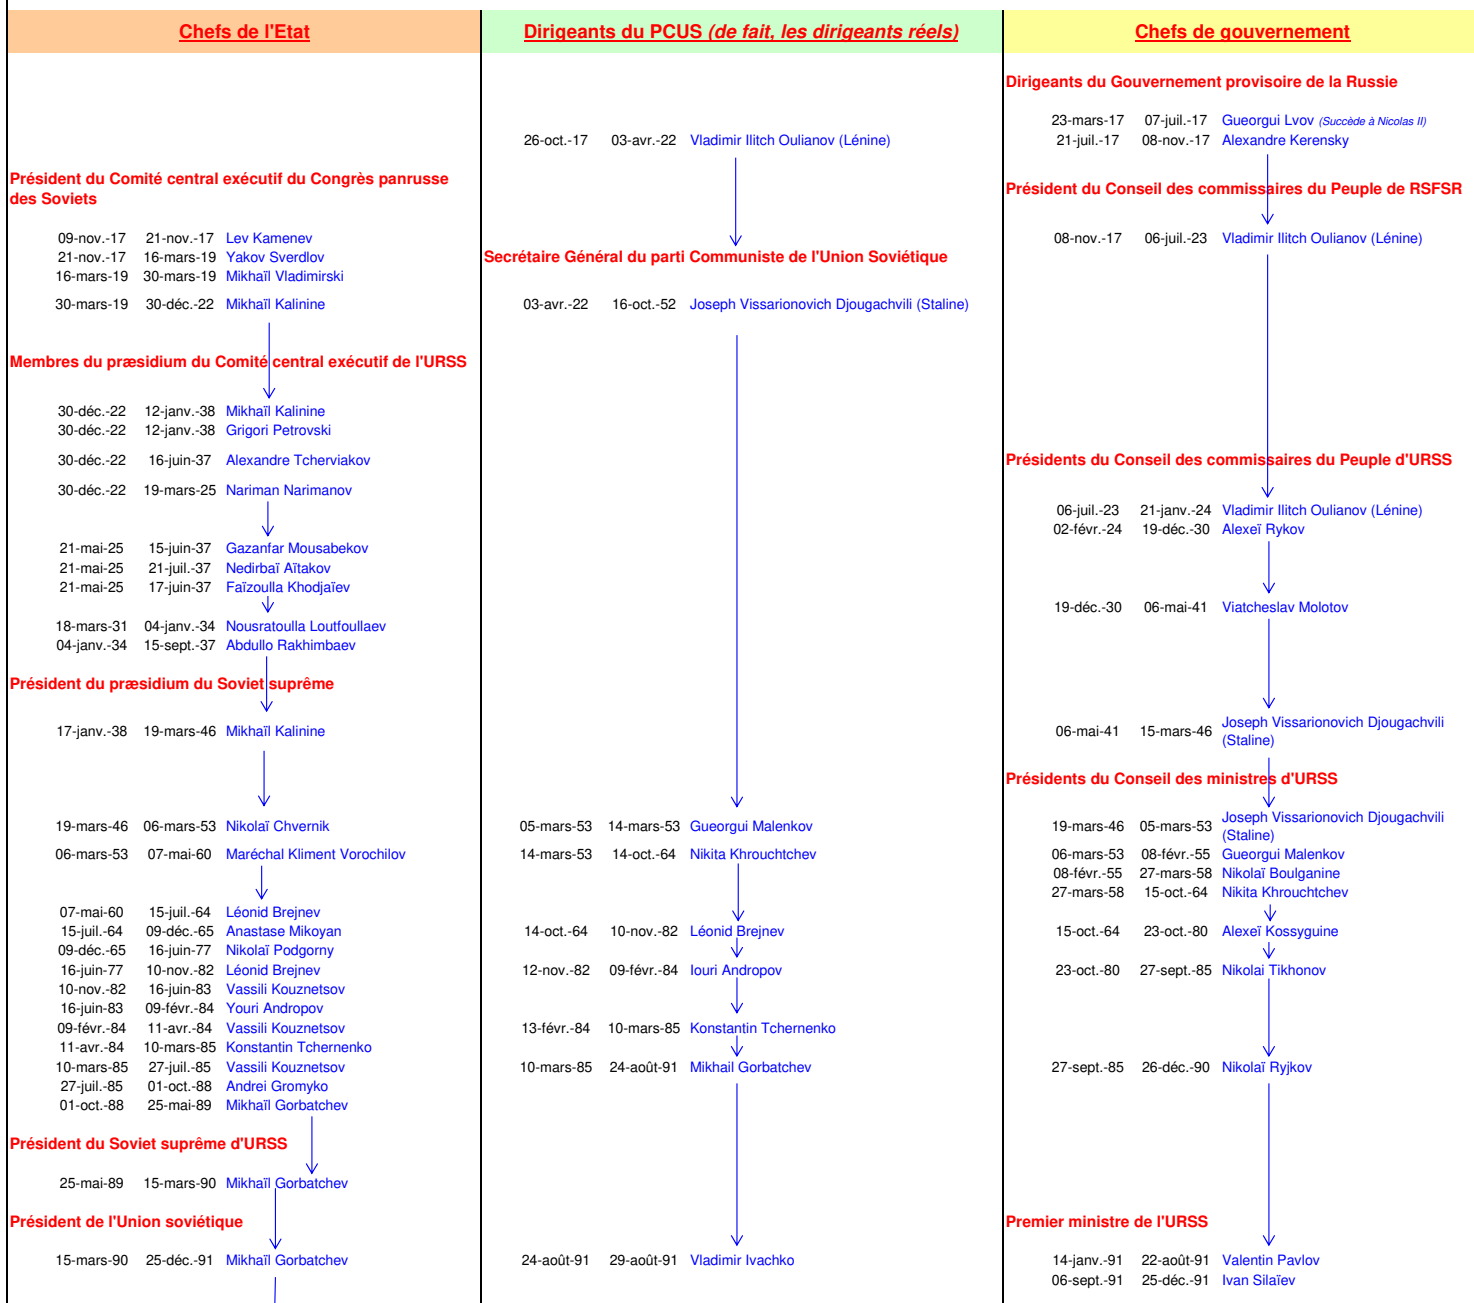 Chefs de l'Etat
Président du Comité central exécutif du Congrès panrusse
des Soviets
09-nov.-17 21-nov.-17 Lev Kamenev
21-nov.-17 16-mars-19 Yakov Sverdlov
16-mars-19 30-mars-19 Mikhaïl Vladimirski
30-mars-19 30-déc.-22 Mikhaïl Kalinine
Membres du præsidium du Comité central exécutif de l'URSS
30-déc.-22 12-janv.-38 Mikhaïl Kalinine
30-déc.-22 12-janv.-38 Grigori Petrovski
30-déc.-22 16-juin-37 Alexandre Tcherviakov
30-déc.-22 19-mars-25 Nariman Narimanov
21-mai-25 15-juin-37 Gazanfar Mousabekov
21-mai-25 21-juil.-37 Nedirbaï Aïtakov
21-mai-25 17-juin-37 Faïzoulla Khodjaïev
18-mars-31 04-janv.-34 Nousratoulla Loutfoullaev
04-janv.-34 15-sept.-37 Abdullo Rakhimbaev
Président du præsidium du Soviet suprême
17-janv.-38 19-mars-46 Mikhaïl Kalinine
19-mars-46 06-mars-53 Nikolaï Chvernik
06-mars-53 07-mai-60 Maréchal Kliment Vorochilov
07-mai-60 15-juil.-64 Léonid Brejnev
15-juil.-64 09-déc.-65 Anastase Mikoyan
09-déc.-65 16-juin-77 Nikolaï Podgorny
16-juin-77 10-nov.-82 Léonid Brejnev
10-nov.-82 16-juin-83 Vassili Kouznetsov
16-juin-83 09-févr.-84 Youri Andropov
09-févr.-84 11-avr.-84 Vassili Kouznetsov
11-avr.-84 10-mars-85 Konstantin Tchernenko
10-mars-85 27-juil.-85 Vassili Kouznetsov
27-juil.-85 01-oct.-88 Andrei Gromyko
01-oct.-88 25-mai-89 Mikhaïl Gorbatchev
Président du Soviet suprême d'URSS
25-mai-89 15-mars-90 Mikhaïl Gorbatchev
Président de l'Union soviétique
15-mars-90 25-déc.-91 Mikhaïl Gorbatchev
Dirigeants du PCUS (de fait, les dirigeants réels)
26-oct.-17 03-avr.-22 Vladimir Ilitch Oulianov (Lénine)
Secrétaire Général du parti Communiste de l'Union Soviétique
03-avr.-22 16-oct.-52 Joseph Vissarionovich Djougachvili (Staline)
05-mars-53 14-mars-53 Gueorgui Malenkov
14-mars-53 14-oct.-64 Nikita Khrouchtchev
14-oct.-64 10-nov.-82 Léonid Brejnev
12-nov.-82 09-févr.-84 Iouri Andropov
13-févr.-84 10-mars-85 Konstantin Tchernenko
10-mars-85 24-août-91 Mikhail Gorbatchev
24-août-91 29-août-91 Vladimir Ivachko
Chefs de gouvernement
Dirigeants du Gouvernement provisoire de la Russie
23-mars-17 07-juil.-17 Gueorgui Lvov (Succède à Nicolas II)
21-juil.-17 08-nov.-17 Alexandre Kerensky
Président du Conseil des commissaires du Peuple de RSFSR
08-nov.-17 06-juil.-23 Vladimir Ilitch Oulianov (Lénine)
Présidents du Conseil des commissaires du Peuple d'URSS
06-juil.-23 21-janv.-24 Vladimir Ilitch Oulianov (Lénine)
02-févr.-24 19-déc.-30 Alexeï Rykov
19-déc.-30 06-mai-41 Viatcheslav Molotov
06-mai-41 15-mars-46 Joseph Vissarionovich Djougachvili
(Staline)
Présidents du Conseil des ministres d'URSS
19-mars-46 05-mars-53 Joseph Vissarionovich Djougachvili
(Staline)
06-mars-53 08-févr.-55 Gueorgui Malenkov
08-févr.-55 27-mars-58 Nikolaï Boulganine
27-mars-58 15-oct.-64 Nikita Khrouchtchev
15-oct.-64 23-oct.-80 Alexeï Kossyguine
23-oct.-80 27-sept.-85 Nikolai Tikhonov
27-sept.-85 26-déc.-90 Nikolaï Ryjkov
Premier ministre de l'URSS
14-janv.-91 22-août-91 Valentin Pavlov
06-sept.-91 25-déc.-91 Ivan Silaïev